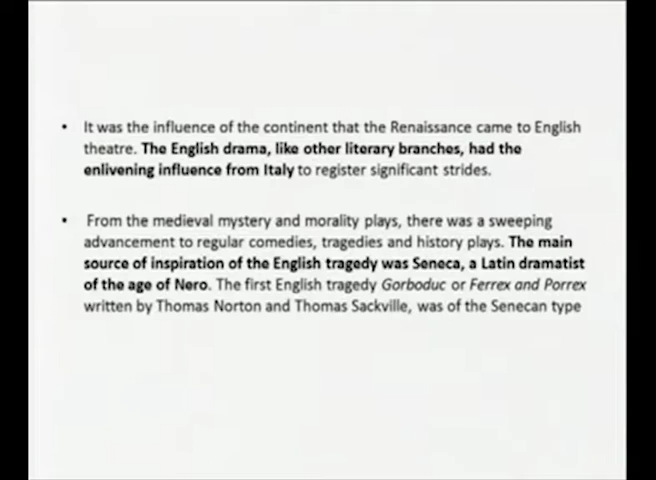 • It was the influence of the continent that the Renaissance came to English
theatre. The English drama, like other literary branches, had the
enlivening influence from Italy to register significant strides.
• From the medieval mystery and morality plays, there was a sweeping
advancement to regular comedies, tragedies and history plays. The main
source of inspiration of the English tragedy was Seneca, a Latin dramatist
of the age of Nero. The first English tragedy Gorboduc or Ferrex and Porrex
written by Thomas Norton and Thomas Sackville, was of the Senecan type